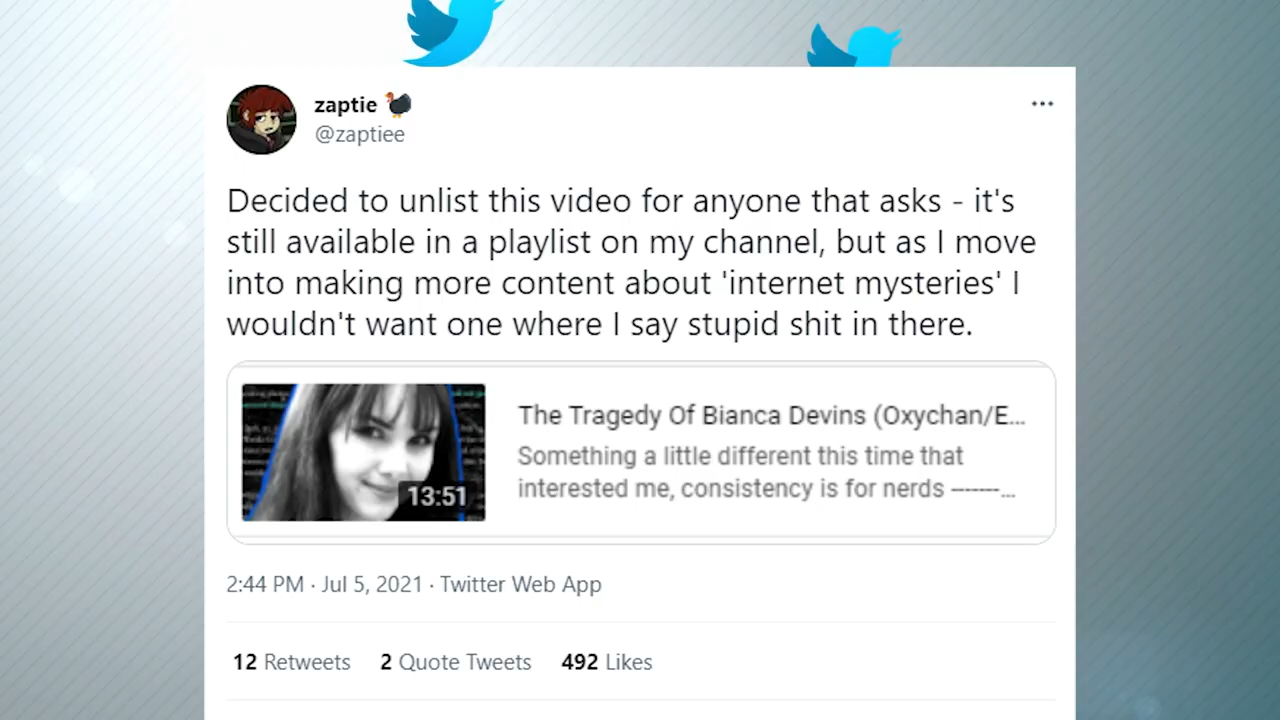 zaptie
@zaptiee
Decided to unlist this video for anyone that asks - it's
still available in a playlist on my channel, but as I move
into making more content about 'internet mysteries' I
wouldn't want one where I say stupid shit in there.
The Tragedy Of Bianca Devins (Oxychan/E...
Something a little different this time that
interested me, consistency is for nerds -------...
13:51
2:44 PM · Jul 5, 2021 · Twitter Web App
12 Retweets 2 Quote Tweets 492 Likes